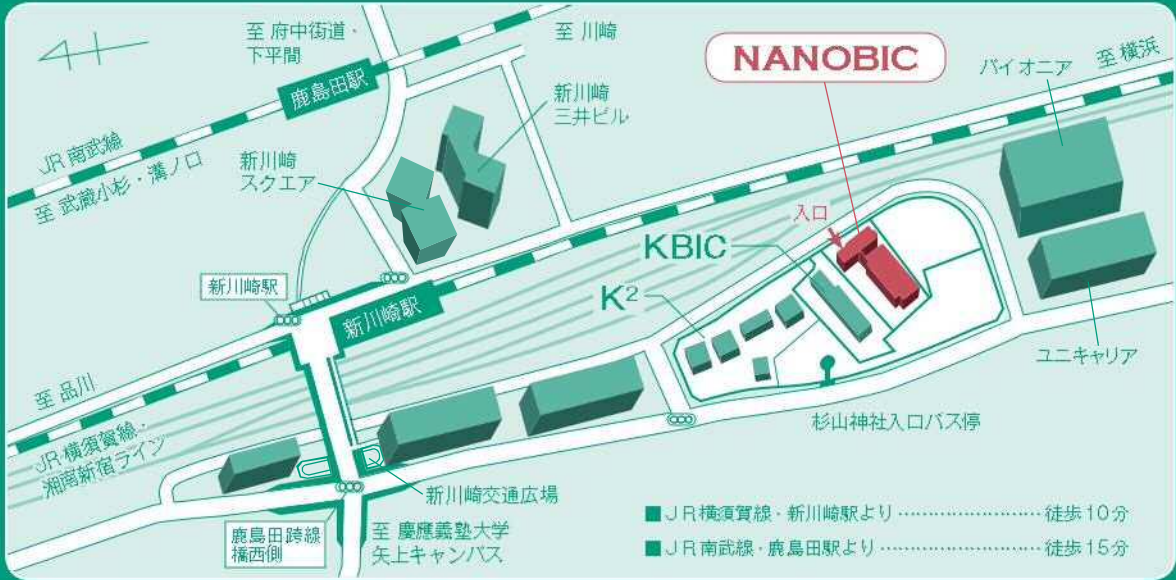 至 府中街道・
下平間
至 川崎
NANOBIC
パイオニア
至 横浜
鹿島田駅
新川崎
三井ビル
JR南武線
至 武蔵小杉・溝ノ口
新川崎
スクエア
入口
KBIC
K²
新川崎駅
新川崎駅
ユニキャリア
至 品川
JR横須賀線・
湘南新宿ライン
杉山神社入口バス停
新川崎交通広場
鹿島田跨線
橋西側
至 慶應義塾大学
矢上キャンパス
■JR横須賀線・新川崎駅より…………………徒歩10分
■JR南武線・鹿島田駅より……………………徒歩15分